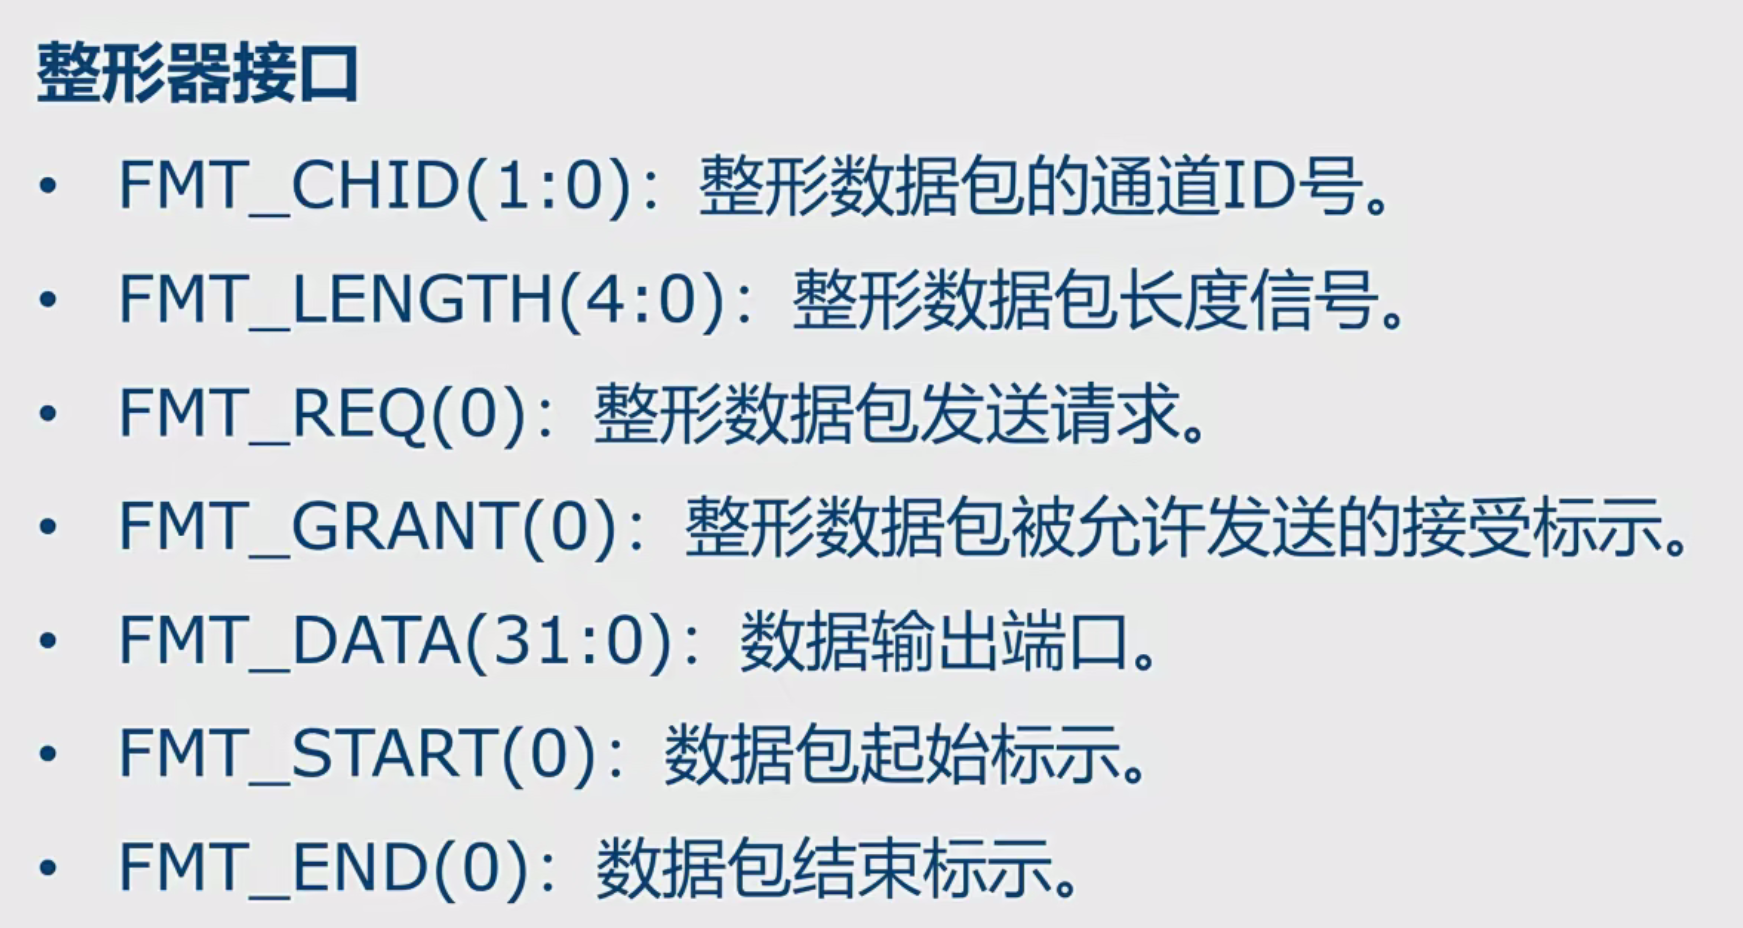 整形器接口
• FMT_CHID(1:0)：整形数据包的通道ID号。
• FMT_LENGTH(4:0)：整形数据包长度信号。
• FMT_REQ(0)：整形数据包发送请求。
• FMT_GRANT(0)：整形数据包被允许发送的接受标示。
• FMT_DATA(31:0)：数据输出端口。
• FMT_START(0)：数据包起始标示。
• FMT_END(0)：数据包结束标示。